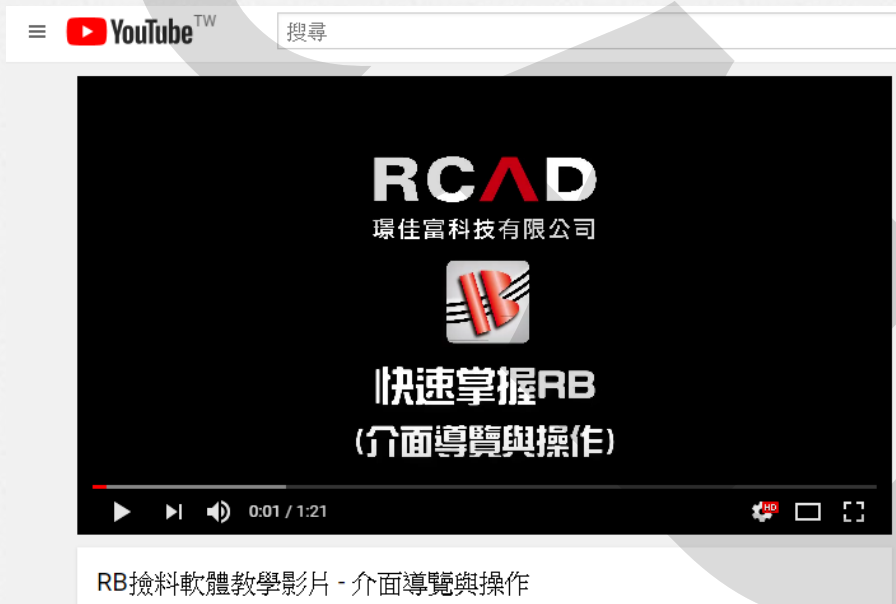 YouTube TW
搜尋
RCAD
環佳富科技有限公司
快速掌握RB
(介面導覽與操作)
0:01 / 1:21
HD
RB撿料軟體教學影片 - 介面導覽與操作